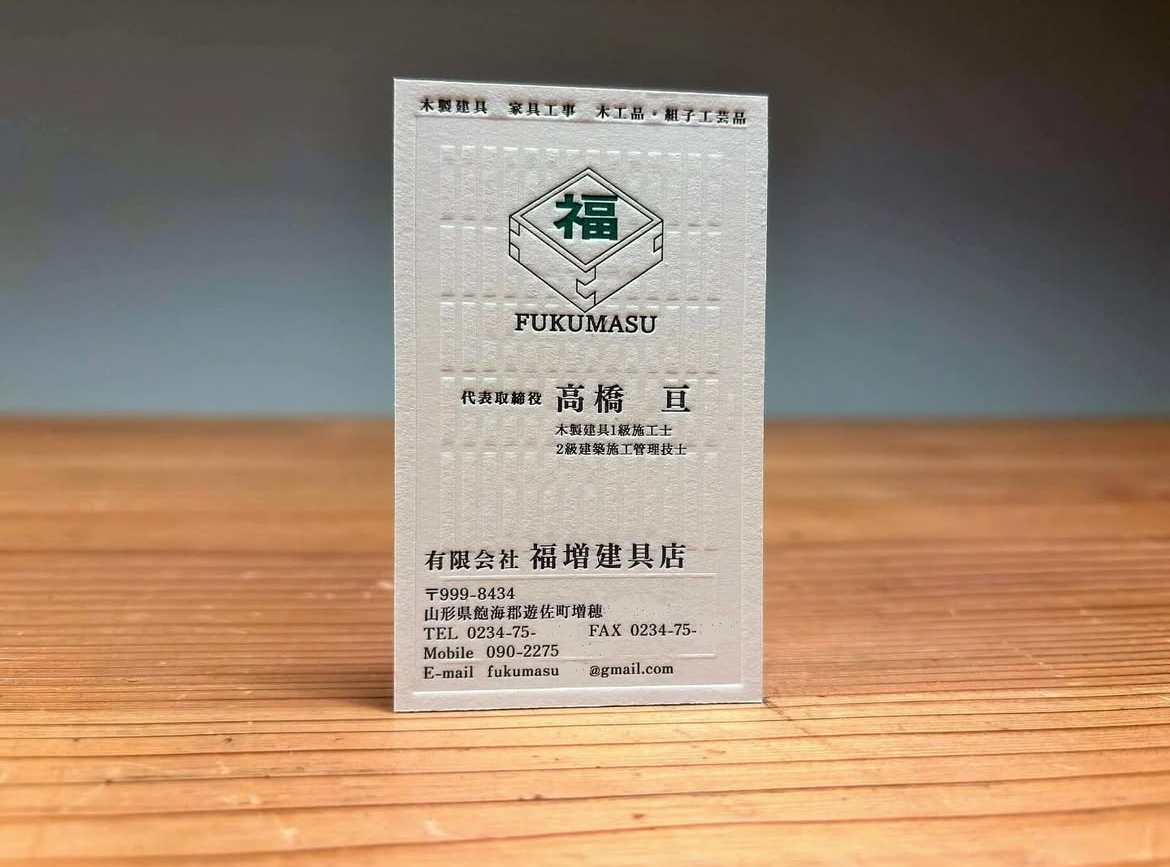 木製建具　家具工事　木工品・組子工芸品
福
FUKUMASU
代表取締役 高橋　亘
木製建具1級施工士
2級建築施工管理技士
有限会社 福増建具店
〒999-8434
山形県飽海郡遊佐町増穂
TEL 0234-75-　　FAX 0234-75-
Mobile 090-2275
E-mail fukumasu　　@gmail.com